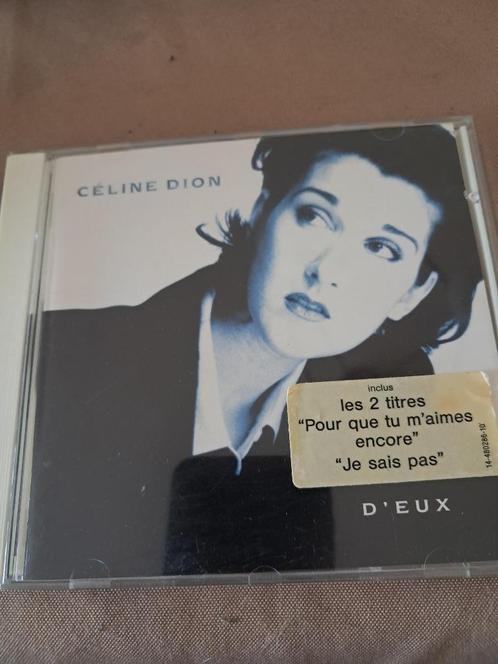 CÉLINE DION
inclus
les 2 titres
"Pour que tu m'aimes
encore"
"Je sais pas"
14-480286-10
D'EUX